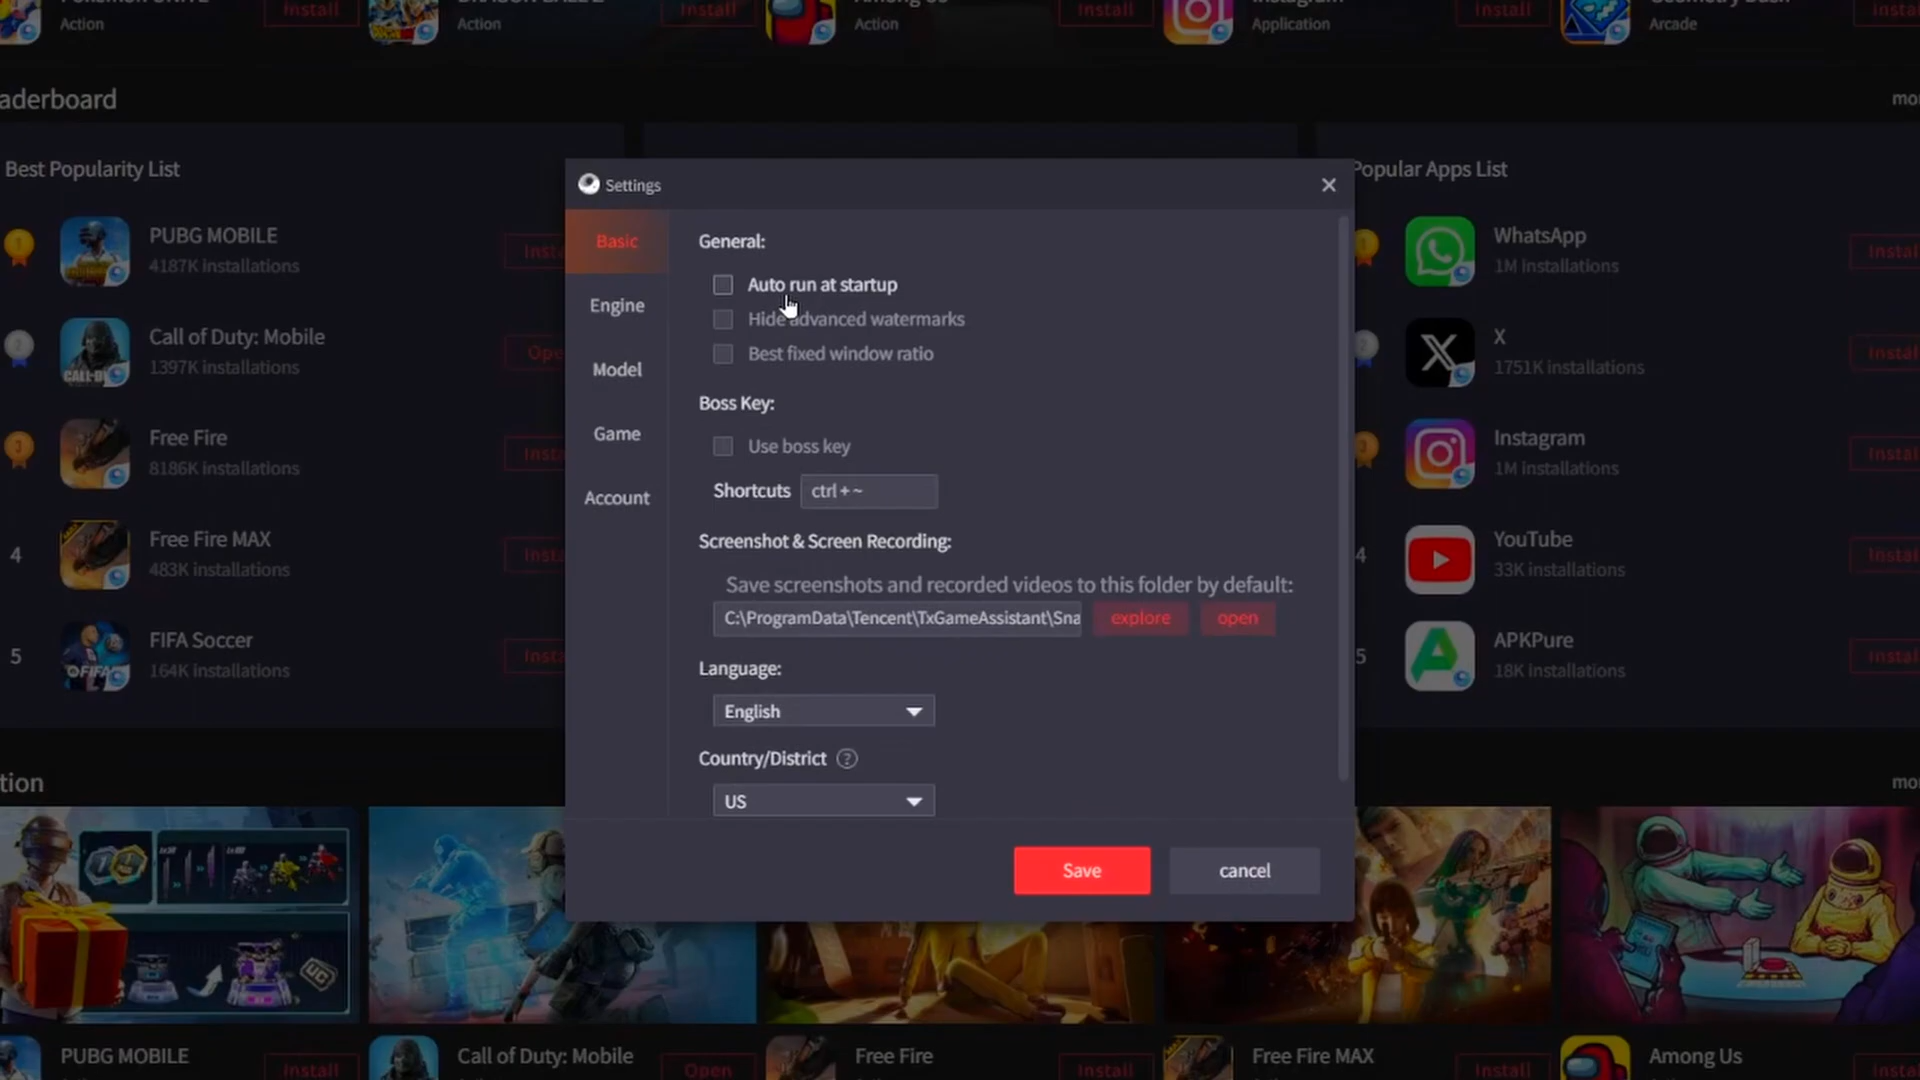 Install
Install
Install
Install
Action
Action
Action
Application
Arcade
aderboard
Best Popularity List
Popular Apps List
PUBG MOBILE
4187K installations
Call of Duty: Mobile
1397K installations
Free Fire
8186K installations
4
Free Fire MAX
483K installations
5
FIFA Soccer
164K installations
Settings
Basic
Engine
Model
Game
Account
General:
Auto run at startup
Hide advanced watermarks
Best fixed window ratio
Boss Key:
Use boss key
Shortcuts
ctrl + ~
Screenshot & Screen Recording:
Save screenshots and recorded videos to this folder by default:
C:\ProgramData\Tencent\TxGameAssistant\Sna
explore
open
Language:
English
Country/District
?
US
Save
cancel
WhatsApp
1M installations
X
1751K installations
Instagram
1M installations
4
YouTube
33K installations
5
APKPure
18K installations
tion
PUBG MOBILE
Install
Call of Duty: Mobile
Open
Free Fire
Install
Free Fire MAX
Install
Among Us